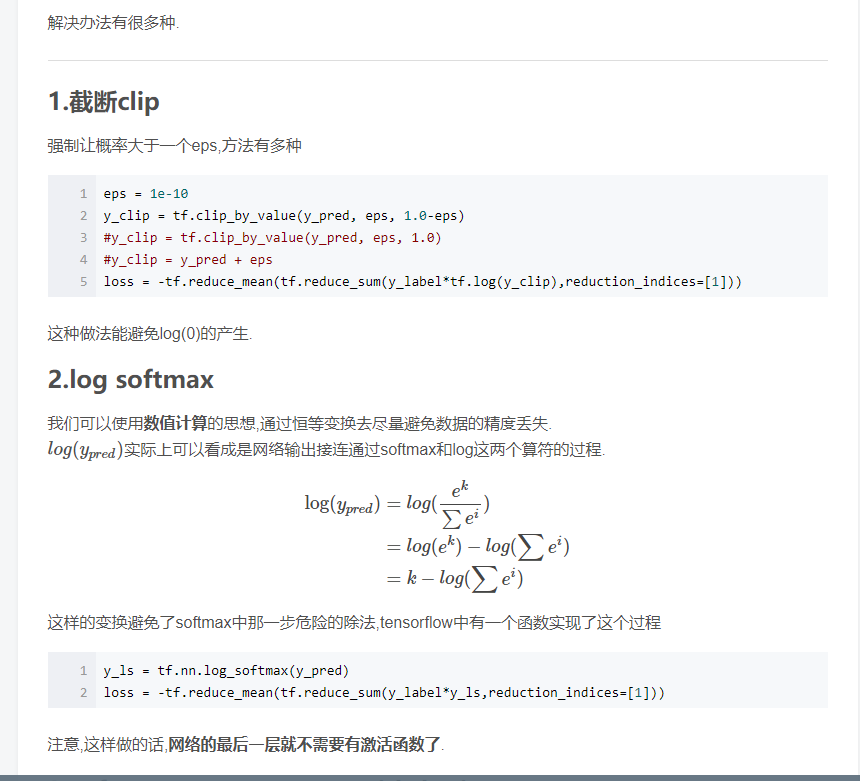 解决办法有很多种.
1.截断clip
强制让概率大于一个eps,方法有多种
1 eps = 1e-10
2 y_clip = tf.clip_by_value(y_pred, eps, 1.0-eps)
3 #y_clip = tf.clip_by_value(y_pred, eps, 1.0)
4 #y_clip = y_pred + eps
5 loss = -tf.reduce_mean(tf.reduce_sum(y_label*tf.log(y_clip),reduction_indices=[1]))
这种做法能避免log(0)的产生.
2.log softmax
我们可以使用数值计算的思想,通过恒等变换去尽量避免数据的精度丢失.
log(y_{pred})实际上可以看成是网络输出接连通过softmax和log这两个算符的过程.
log(y_{pred}) = log(\frac{e^k}{∑ e^i})
= log(e^k) − log(∑ e^i)
= k − log(∑ e^i)
这样的变换避免了softmax中那一步危险的除法,tensorflow中有一个函数实现了这个过程
1 y_ls = tf.nn.log_softmax(y_pred)
2 loss = -tf.reduce_mean(tf.reduce_sum(y_label*y_ls,reduction_indices=[1]))
注意,这样做的话,网络的最后一层就不需要有激活函数了.